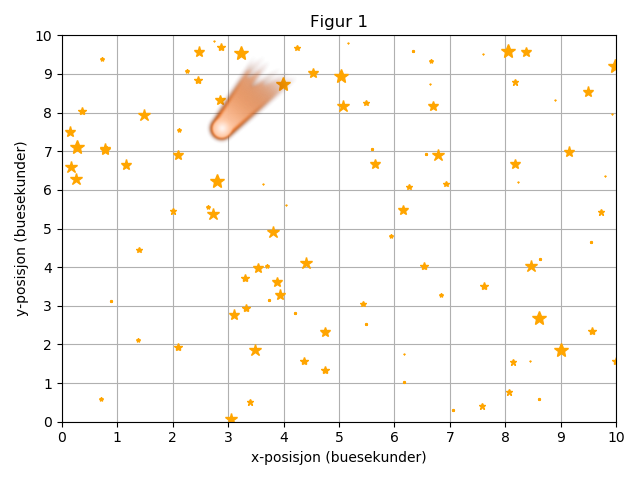 Figur 1
10
9
8
7
6
5
4
3
2
1
0
y-posisjon (buesekunder)
0 1 2 3 4 5 6 7 8 9 10
x-posisjon (buesekunder)